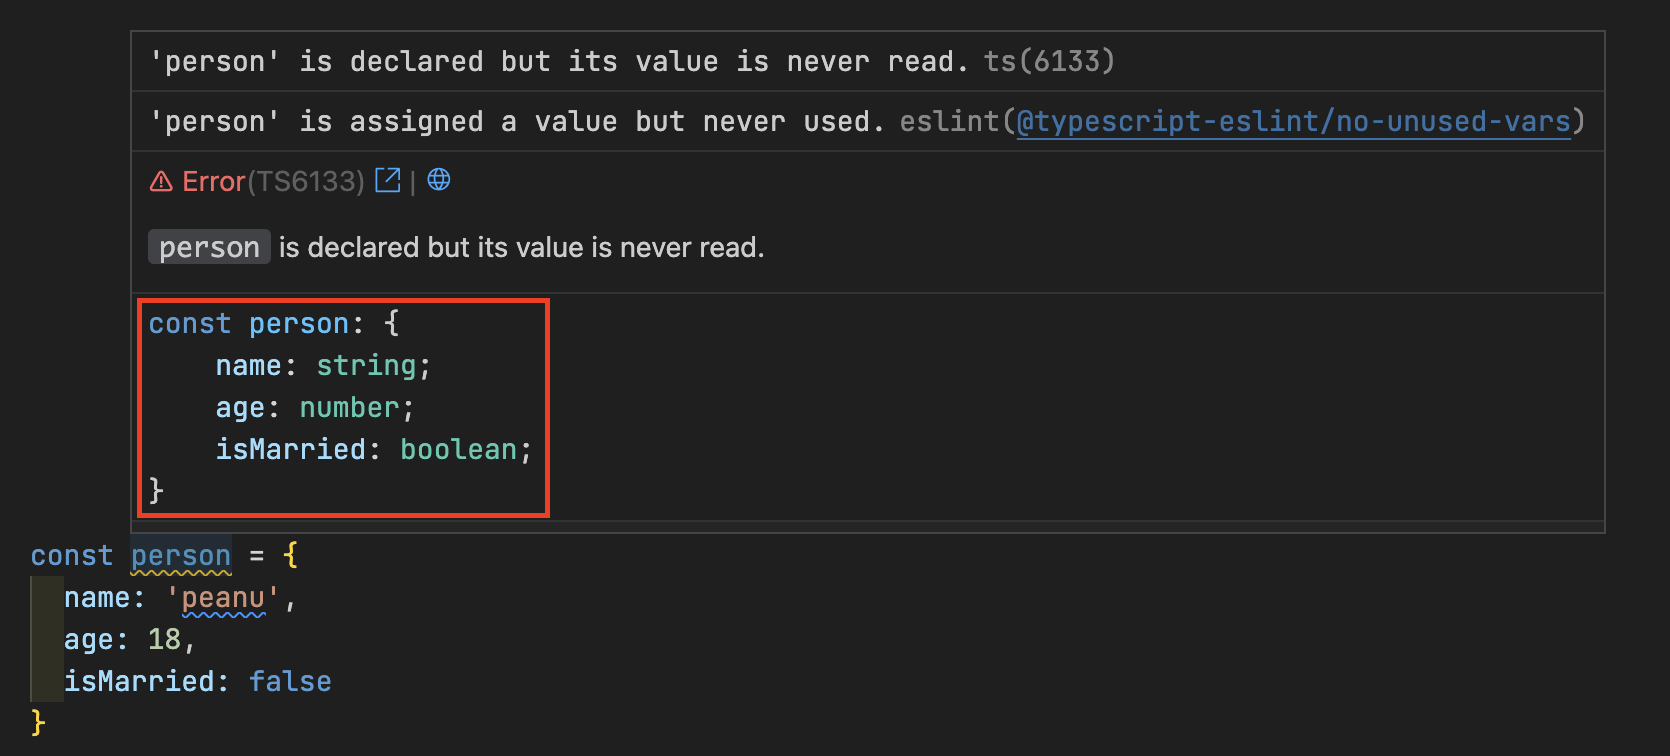 'person' is declared but its value is never read. ts(6133)
'person' is assigned a value but never used. eslint(@typescript-eslint/no-unused-vars)
Error(TS6133) |
person is declared but its value is never read.
const person: {
    name: string;
    age: number;
    isMarried: boolean;
}
const person = {
  name: 'peanu',
  age: 18,
  isMarried: false
}